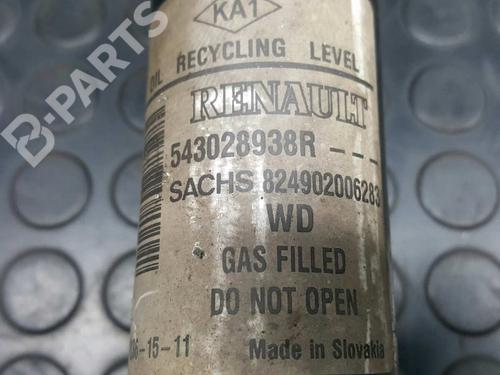 KA1
OIL RECYCLING LEVEL
RENAULT
543028938R - - -
SACHS 824902006283
WD
GAS FILLED
DO NOT OPEN
6-15-11 Made in Slovakia
B-PARTS